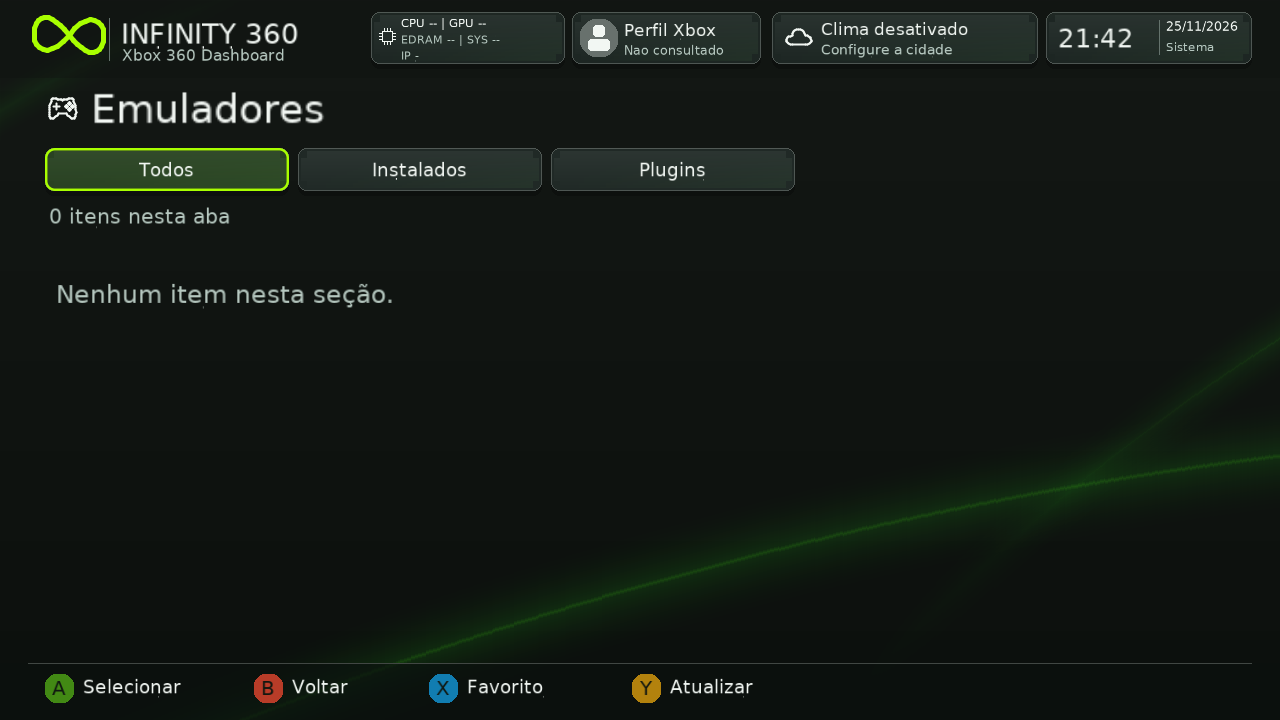 INFINITY 360
Xbox 360 Dashboard
CPU -- | GPU --
EDRAM -- | SYS --
IP -
Perfil Xbox
Nao consultado
Clima desativado
Configure a cidade
21:42
25/11/2026
Sistema
Emuladores
Todos
Instalados
Plugins
0 itens nesta aba
Nenhum item nesta seção.
A Selecionar
B Voltar
X Favorito
Y Atualizar